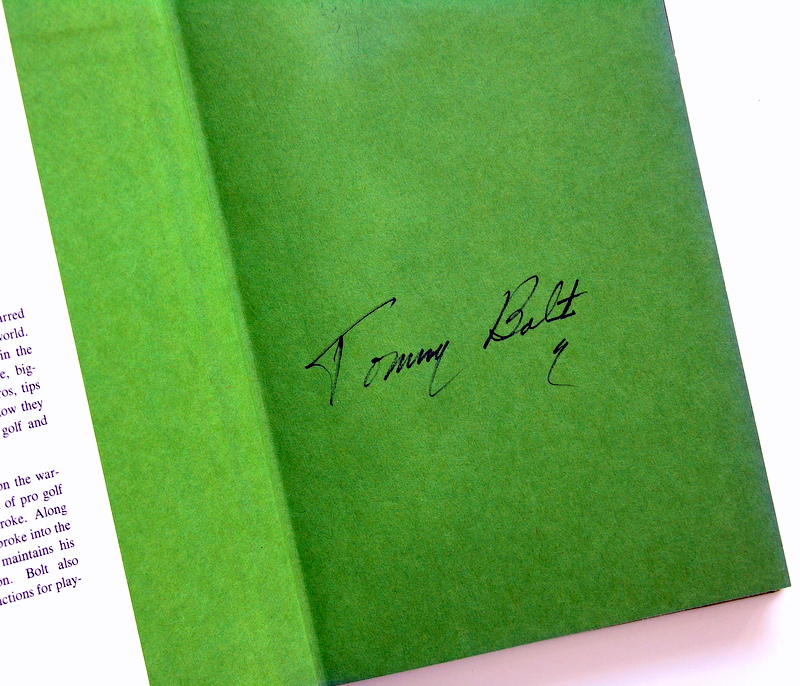 arred
world.
in the
e, big-
ros, tips
ow they
golf and
on the war-
of pro golf
roke. Along
broke into the
maintains his
on. Bolt also
ctions for play-
Tommy Bolt